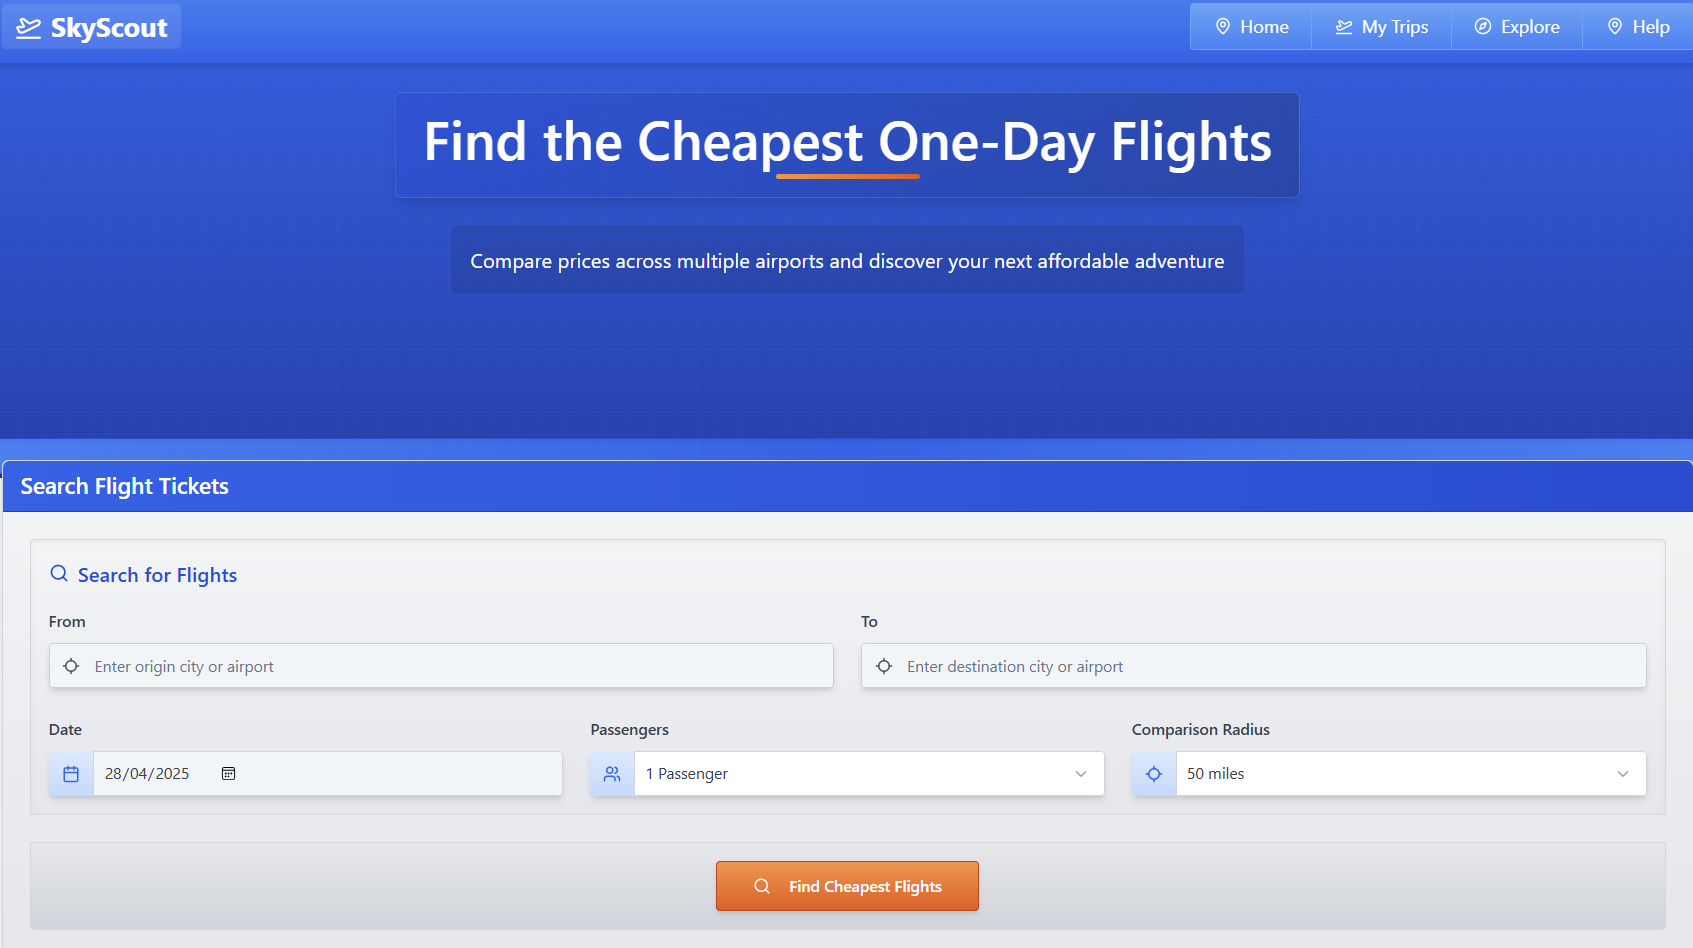 SkyScout
Home
My Trips
Explore
Help
Find the Cheapest One-Day Flights
Compare prices across multiple airports and discover your next affordable adventure
Search Flight Tickets
Search for Flights
From
To
Enter origin city or airport
Enter destination city or airport
Date
Passengers
Comparison Radius
28/04/2025
1 Passenger
50 miles
Find Cheapest Flights